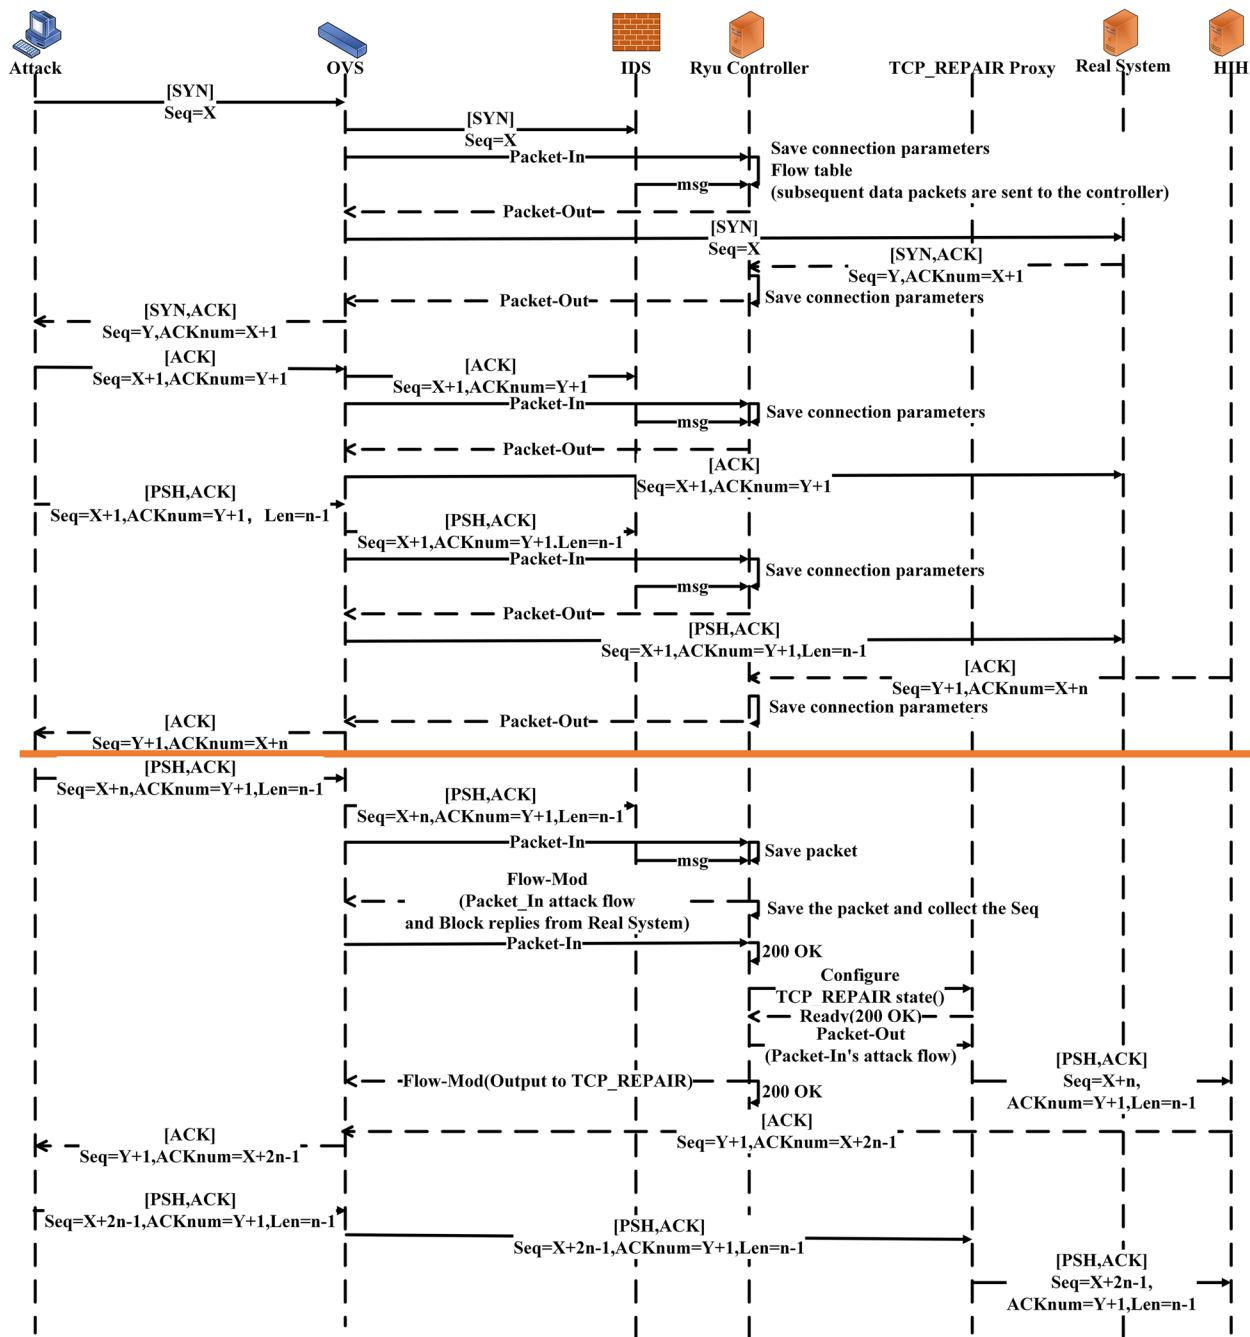 Attack
OVS
IDS
Ryu Controller
TCP_REPAIR Proxy
Real System
HIH
[SYN]
Seq=X
[SYN]
Seq=X
Packet-In
Save connection parameters
Flow table
(subsequent data packets are sent to the controller)
msg
Packet-Out
[SYN]
Seq=X
[SYN,ACK]
Seq=Y,ACKnum=X+1
Save connection parameters
Packet-Out
[SYN,ACK]
Seq=Y,ACKnum=X+1
[ACK]
Seq=X+1,ACKnum=Y+1
[ACK]
Seq=X+1,ACKnum=Y+1
Packet-In
msg
Save connection parameters
Packet-Out
[ACK]
Seq=X+1,ACKnum=Y+1
[PSH,ACK]
Seq=X+1,ACKnum=Y+1, Len=n-1
[PSH,ACK]
Seq=X+1,ACKnum=Y+1,Len=n-1
Packet-In
Save connection parameters
msg
Packet-Out
[PSH,ACK]
Seq=X+1,ACKnum=Y+1,Len=n-1
[ACK]
Seq=Y+1,ACKnum=X+n
Save connection parameters
Packet-Out
[ACK]
Seq=Y+1,ACKnum=X+n
[PSH,ACK]
Seq=X+n,ACKnum=Y+1,Len=n-1
[PSH,ACK]
Seq=X+n,ACKnum=Y+1,Len=n-1
Packet-In
Save packet
msg
Flow-Mod
(Packet_In attack flow
and Block replies from Real System)
Save the packet and collect the Seq
Packet-In
200 OK
Configure
TCP_REPAIR state()
Ready(200 OK)
Packet-Out
(Packet-In's attack flow)
[PSH,ACK]
Seq=X+n,
ACKnum=Y+1,Len=n-1
Flow-Mod(Output to TCP_REPAIR)
200 OK
[ACK]
Seq=Y+1,ACKnum=X+2n-1
[ACK]
Seq=Y+1,ACKnum=X+2n-1
[PSH,ACK]
Seq=X+2n-1,ACKnum=Y+1,Len=n-1
[PSH,ACK]
Seq=X+2n-1,ACKnum=Y+1,Len=n-1
[PSH,ACK]
Seq=X+2n-1,
ACKnum=Y+1,Len=n-1